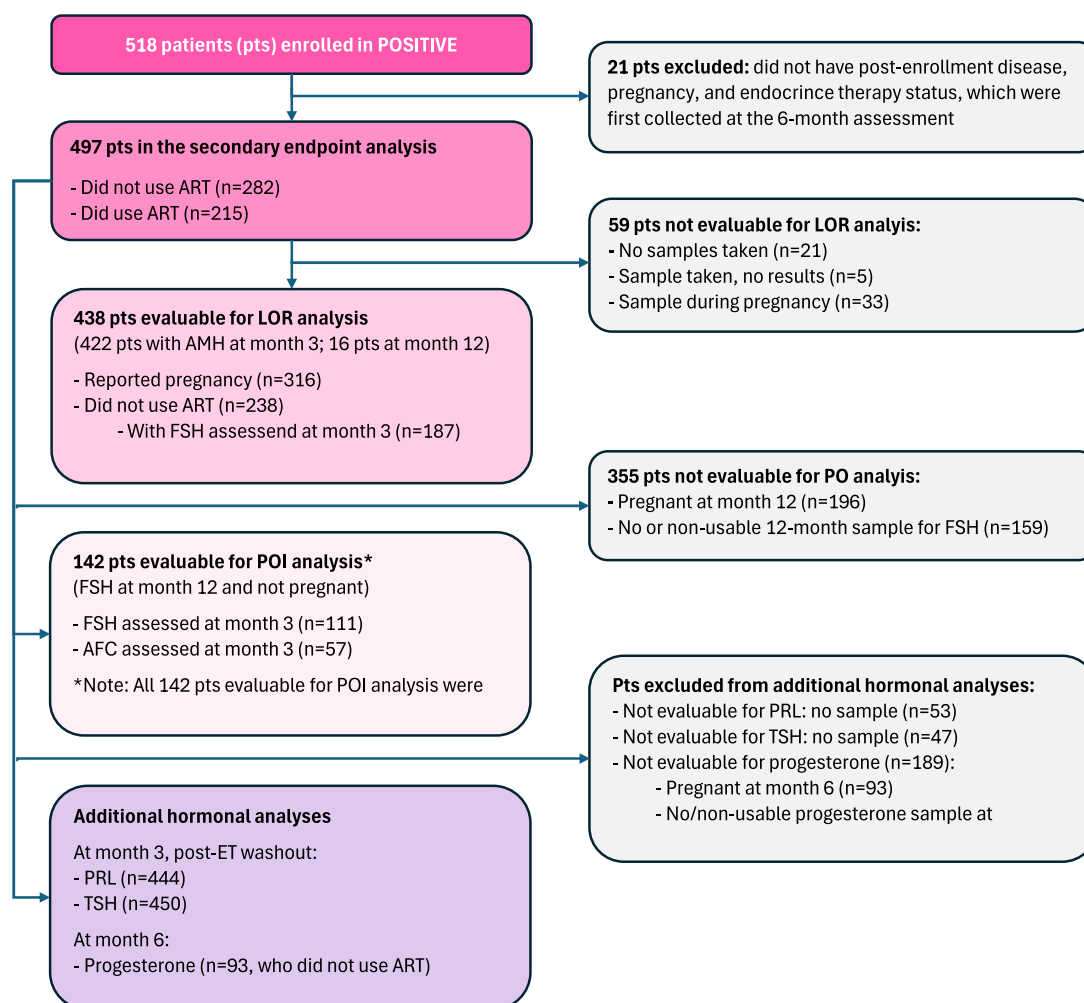 518 patients (pts) enrolled in POSITIVE
21 pts excluded: did not have post-enrollment disease,
pregnancy, and endocrince therapy status, which were
first collected at the 6-month assessment
497 pts in the secondary endpoint analysis
- Did not use ART (n=282)
- Did use ART (n=215)
59 pts not evaluable for LOR analyis:
- No samples taken (n=21)
- Sample taken, no results (n=5)
- Sample during pregnancy (n=33)
438 pts evaluable for LOR analysis
(422 pts with AMH at month 3; 16 pts at month 12)
- Reported pregnancy (n=316)
- Did not use ART (n=238)
- With FSH assessend at month 3 (n=187)
355 pts not evaluable for PO analyis:
- Pregnant at month 12 (n=196)
- No or non-usable 12-month sample for FSH (n=159)
142 pts evaluable for POI analysis*
(FSH at month 12 and not pregnant)
- FSH assessed at month 3 (n=111)
- AFC assessed at month 3 (n=57)
*Note: All 142 pts evaluable for POI analysis were
Pts excluded from additional hormonal analyses:
- Not evaluable for PRL: no sample (n=53)
- Not evaluable for TSH: no sample (n=47)
- Not evaluable for progesterone (n=189):
- Pregnant at month 6 (n=93)
- No/non-usable progesterone sample at
Additional hormonal analyses
At month 3, post-ET washout:
- PRL (n=444)
- TSH (n=450)
At month 6:
- Progesterone (n=93, who did not use ART)